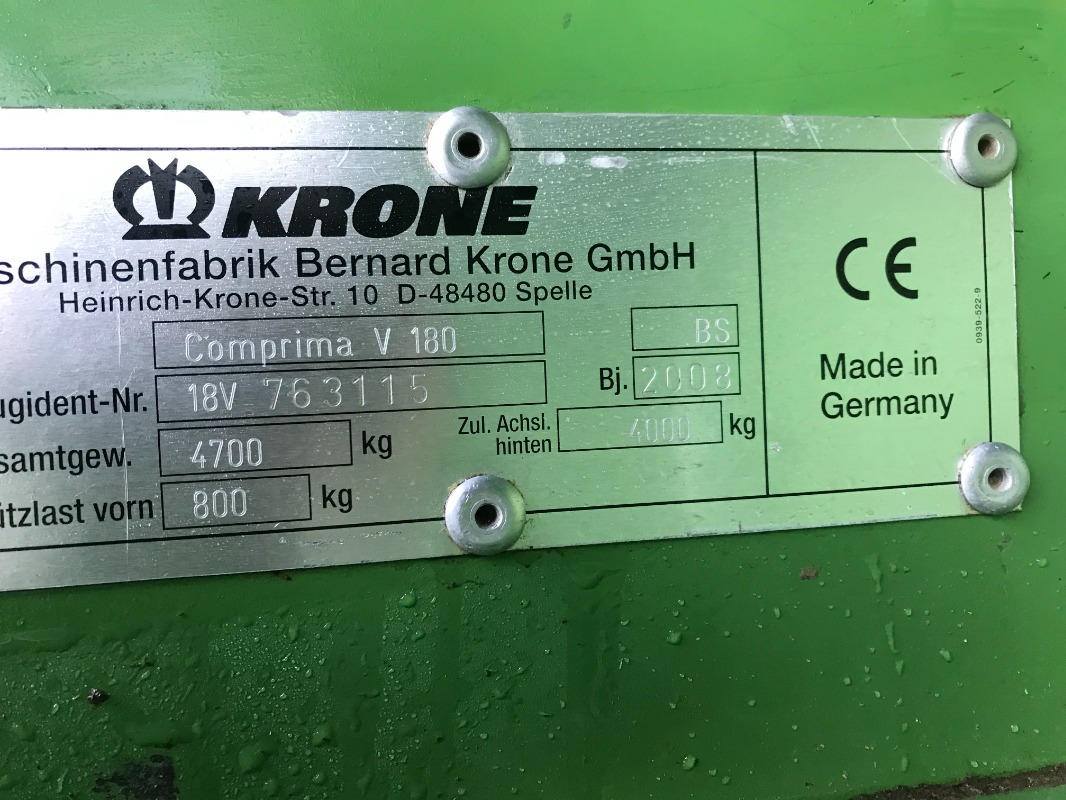 KRONE
schinenfabrik Bernard Krone GmbH
Heinrich-Krone-Str. 10 D-48480 Spelle
Comprima V 180 BS
ugident-Nr. 18V 763115 Bj. 2008
samtgew. 4700 kg Zul. Achsl. hinten 4000 kg
ützlast vorn 800 kg
CE
0939-522-9
Made in
Germany